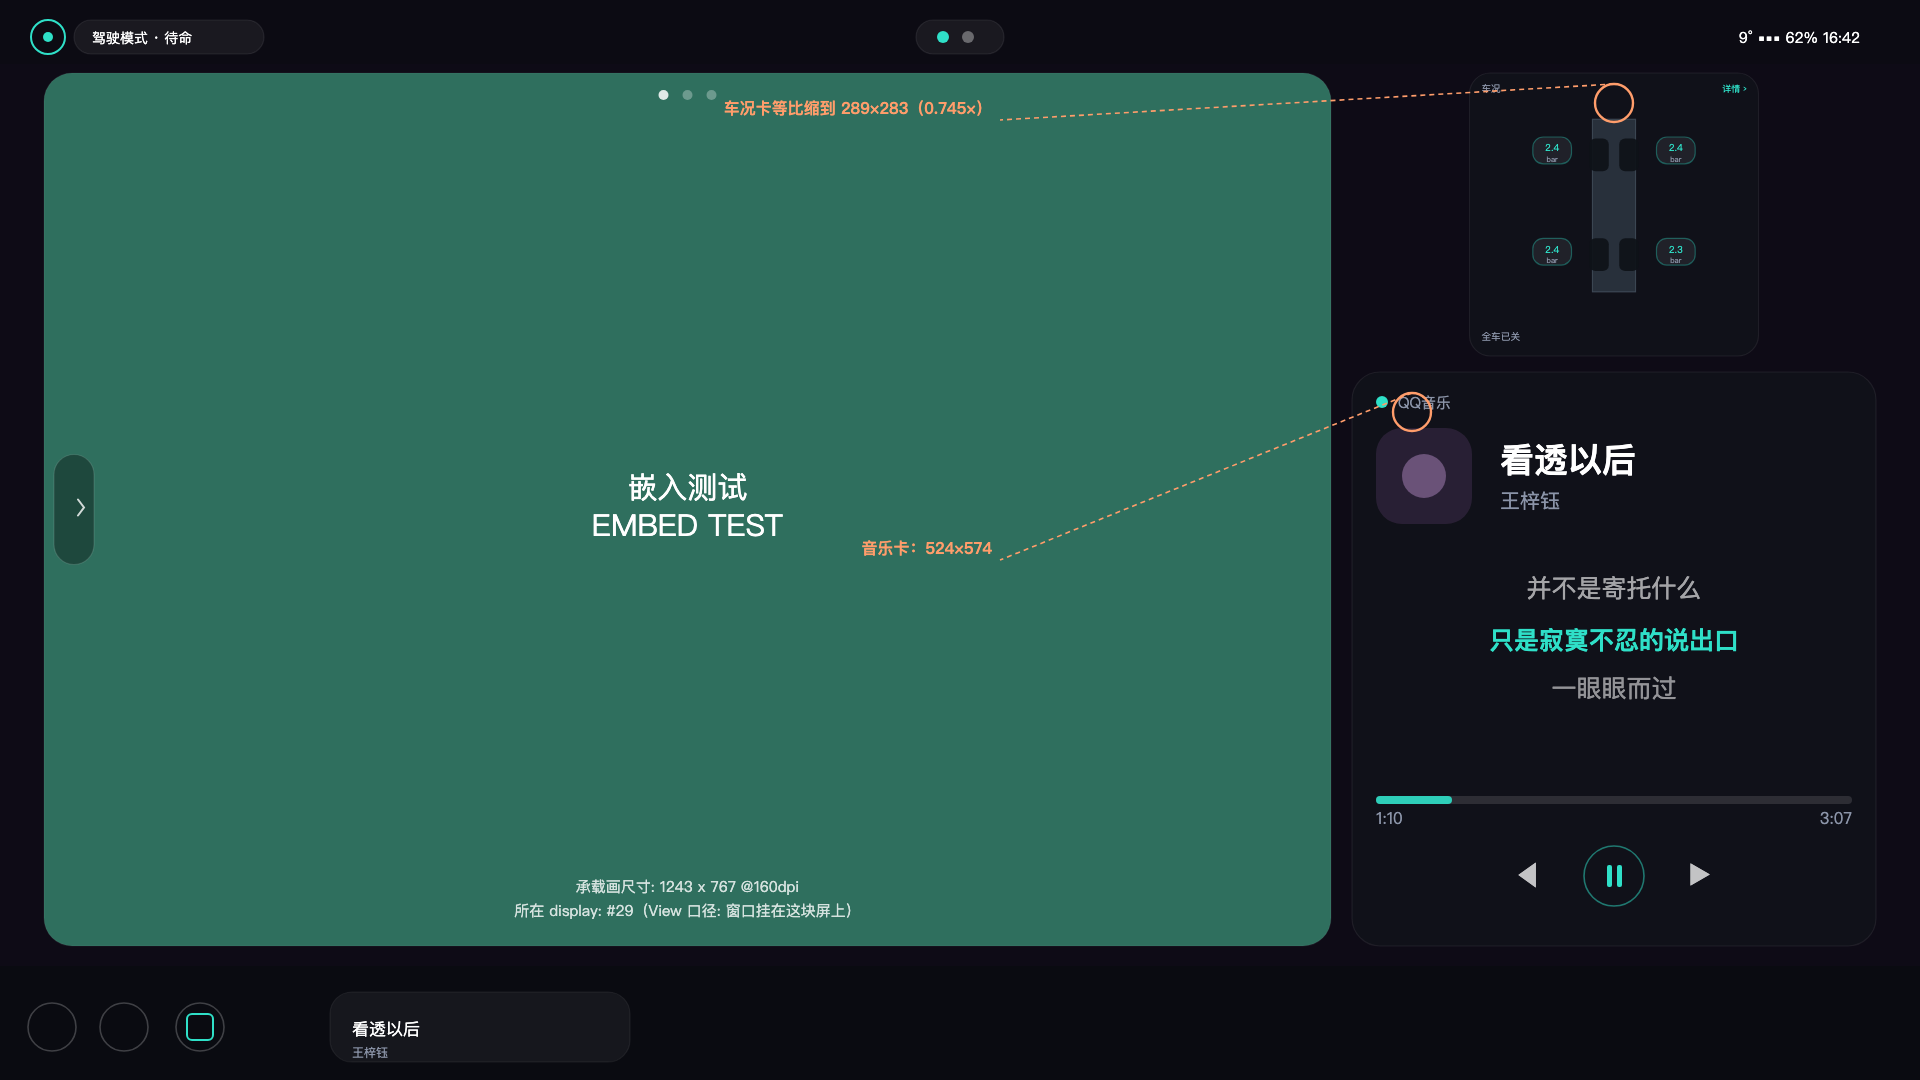 驾驶模式 · 待命
9° 62% 16:42
车况卡等比缩到 289×283（0.745×）
车况
详情 ›
2.4
bar
2.4
bar
2.4
bar
2.3
bar
全车已关
QQ音乐
看透以后
王梓钰
嵌入测试
EMBED TEST
音乐卡：524×574
并不是寄托什么
只是寂寞不忍的说出口
一眼眼而过
1:10
3:07
承载画尺寸: 1243 x 767 @160dpi
所在 display: #29（View 口径: 窗口挂在这块屏上）
看透以后
王梓钰